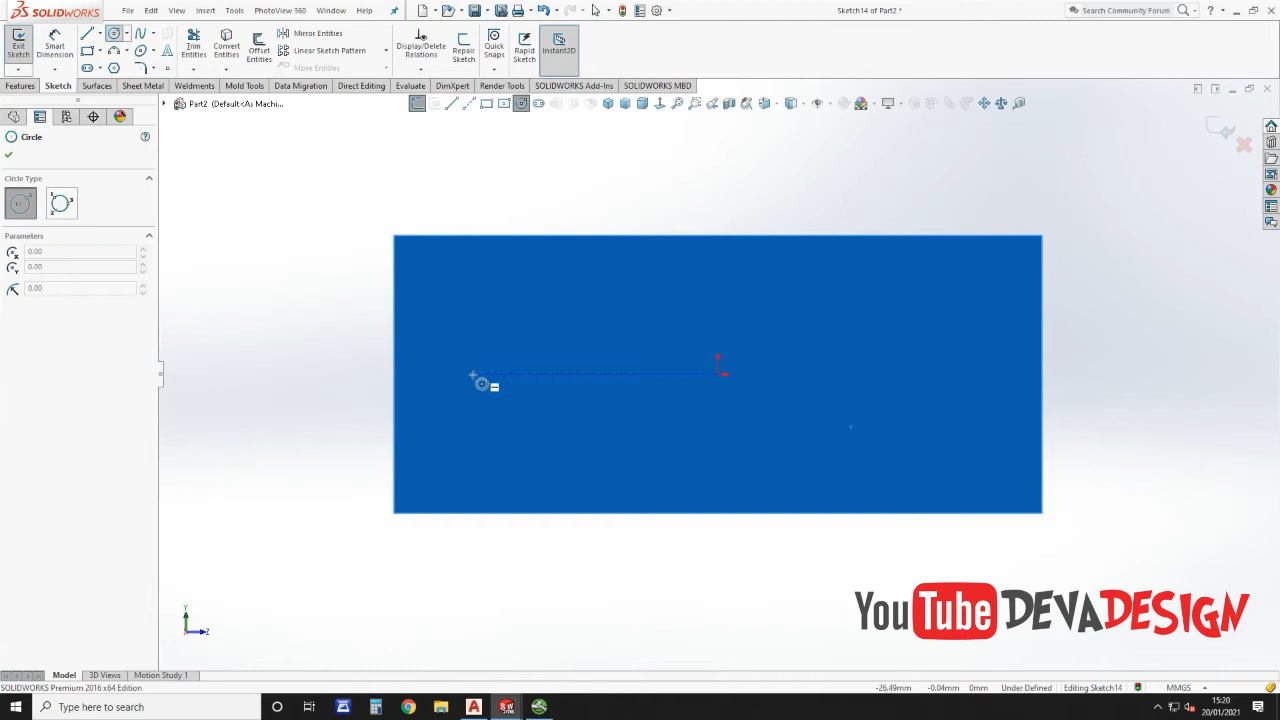 SOLIDWORKS
File
Edit
View
Insert
Tools
PhotoView 360
Window
Help
Sketch14 of Part2 *
Search Community Forum
?
Exit
Sketch
Smart
Dimension
Trim
Entities
Convert
Entities
Offset
Entities
Mirror Entities
Linear Sketch Pattern
Move Entities
Display/Delete
Relations
Repair
Sketch
Quick
Snaps
Rapid
Sketch
Instant2D
Features
Sketch
Surfaces
Sheet Metal
Weldments
Mold Tools
Data Migration
Direct Editing
DimXpert
Evaluate
Render Tools
SOLIDWORKS Add-Ins
SOLIDWORKS MBD
Part2 (Default<As Machi...
Circle
Circle Type
Parameters
0.00
0.00
0.00
Y
Z
YouTube DEVADESIGN
Model
3D Views
Motion Study 1
SOLIDWORKS Premium 2016 x64 Edition
-26.49mm
-0.04mm
0mm
Under Defined
Editing Sketch14
MMGS
Type here to search
15:20
20/01/2021